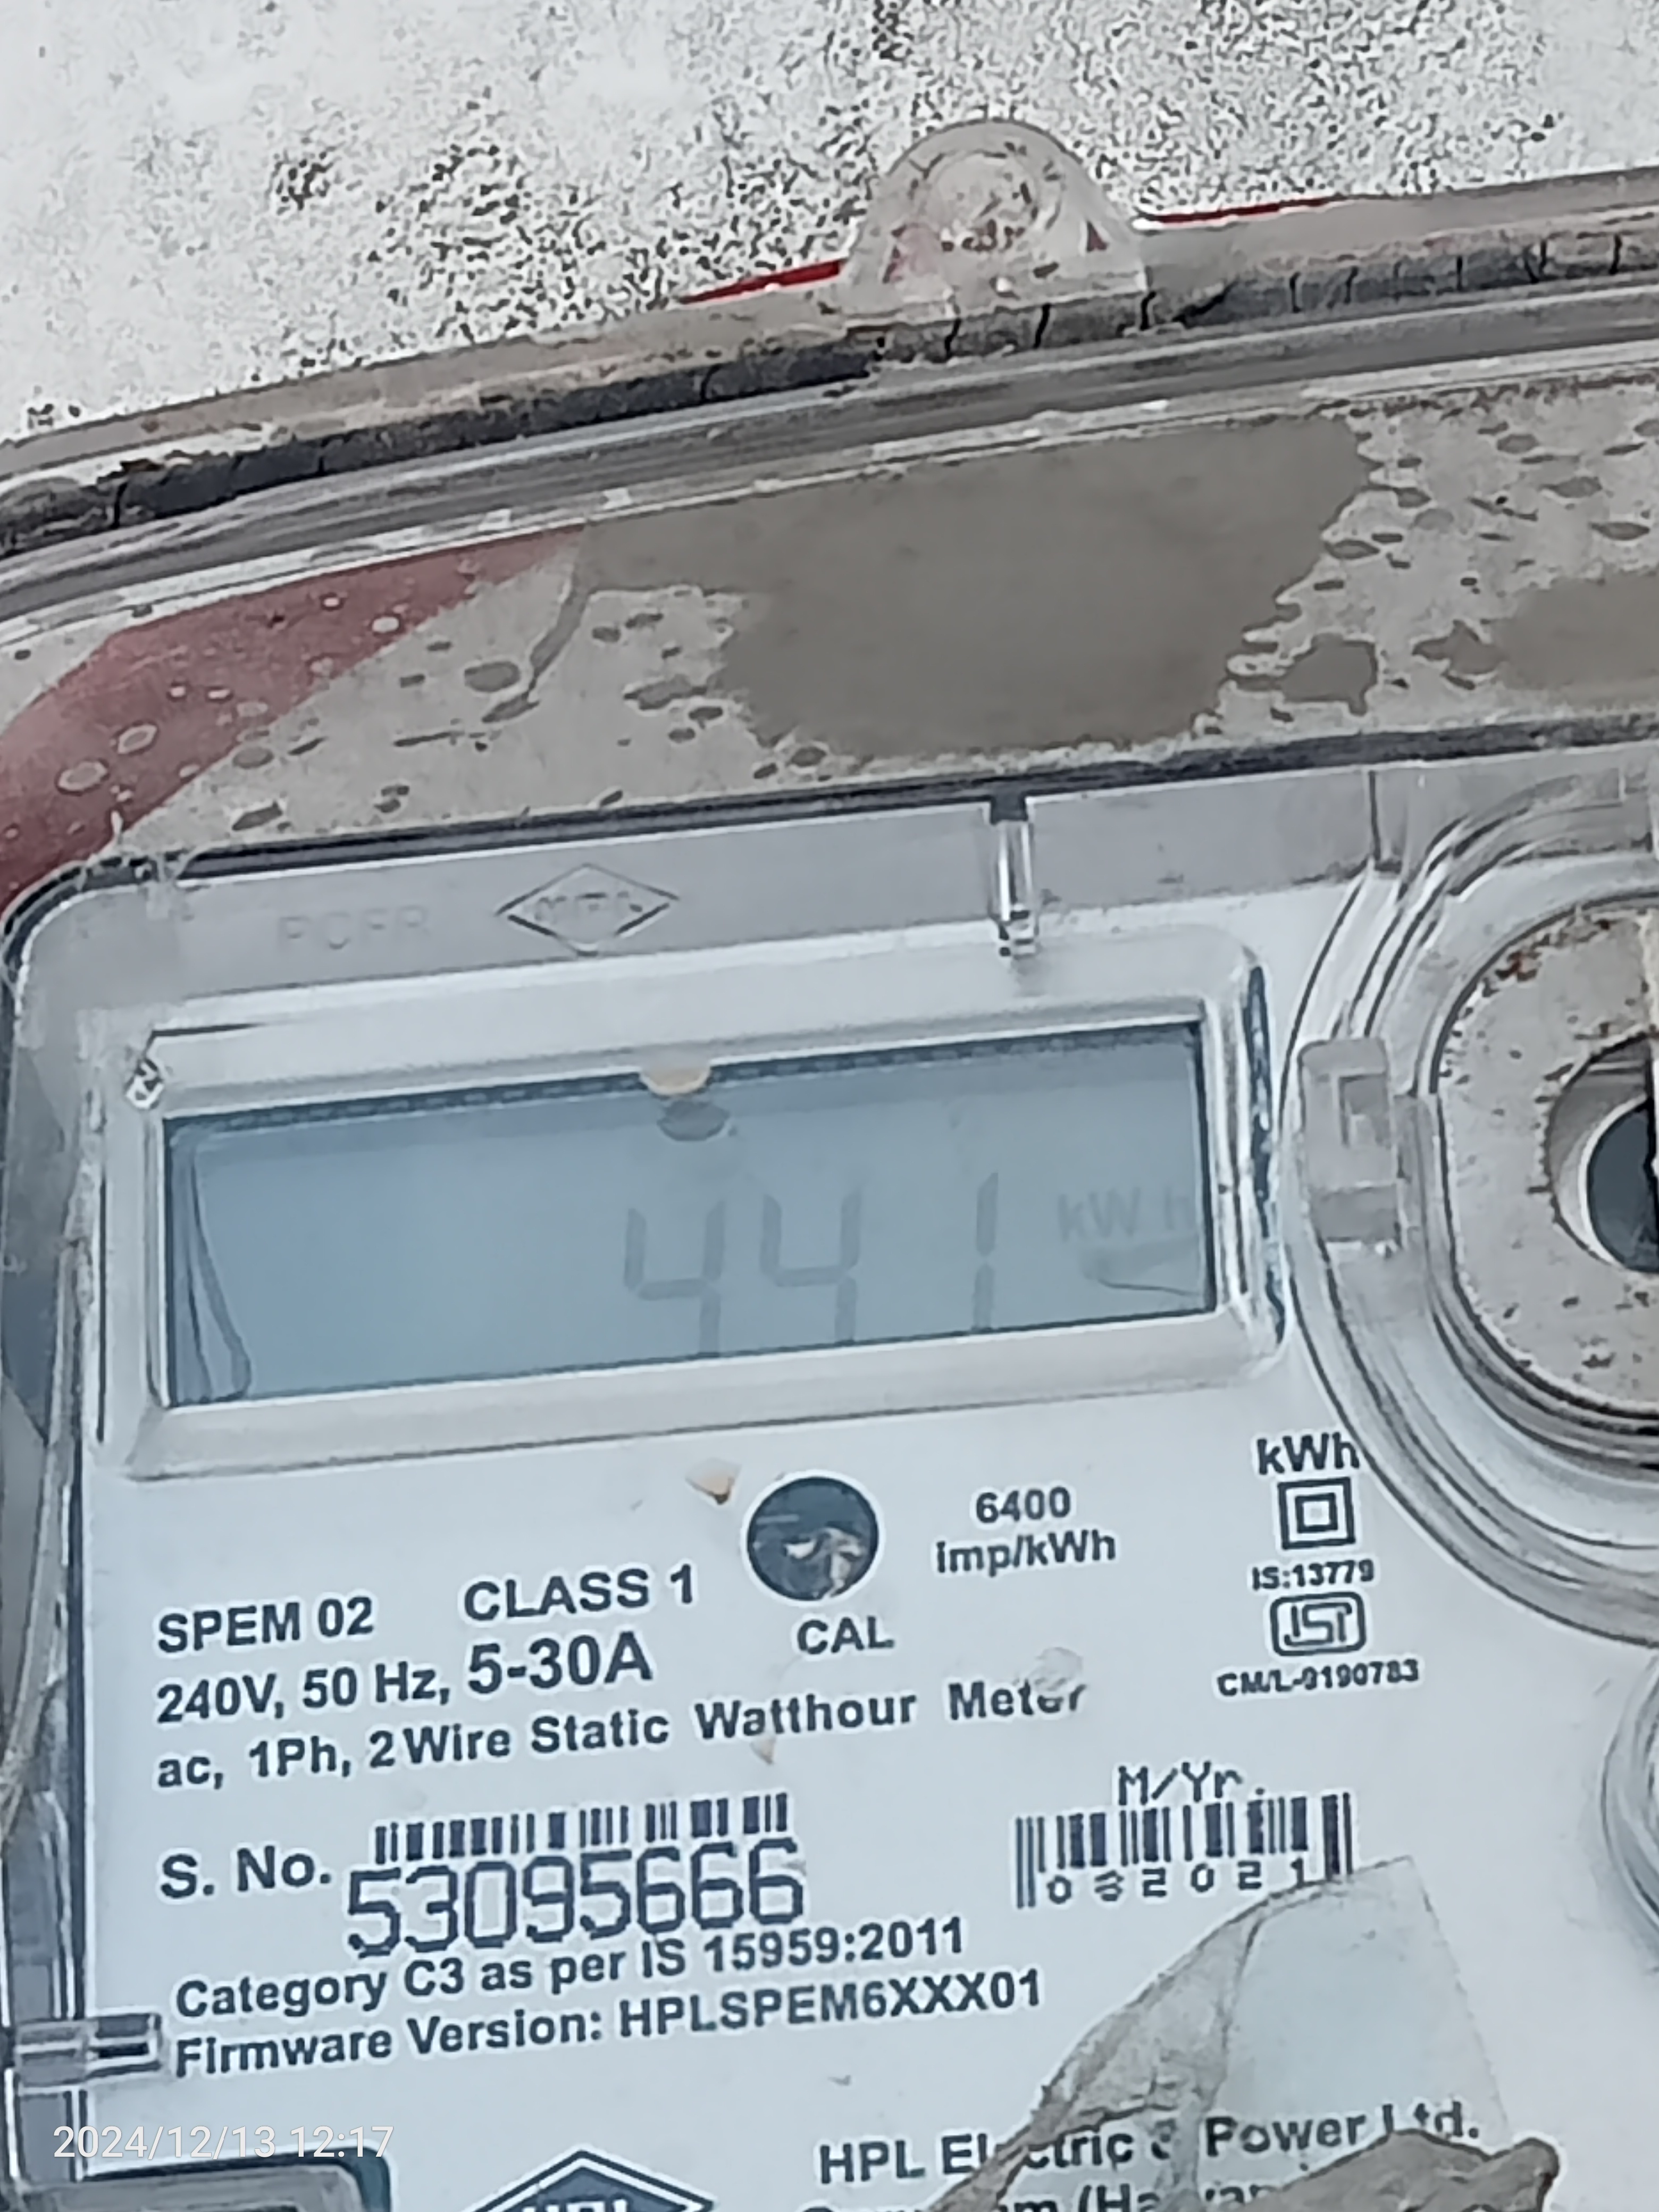 441 kWh
kWh
6400
Imp/kWh
IS:13779
SPEM 02 CLASS 1
CAL
CM/L-9190783
240V, 50 Hz, 5-30A
ac, 1Ph, 2 Wire Static Watthour Meter
M/Yr.
S. No. 53095666
Category C3 as per IS 15959:2011
Firmware Version: HPLSPEM6XXX01
2024/12/13 12:17
HPL Electric & Power Ltd.